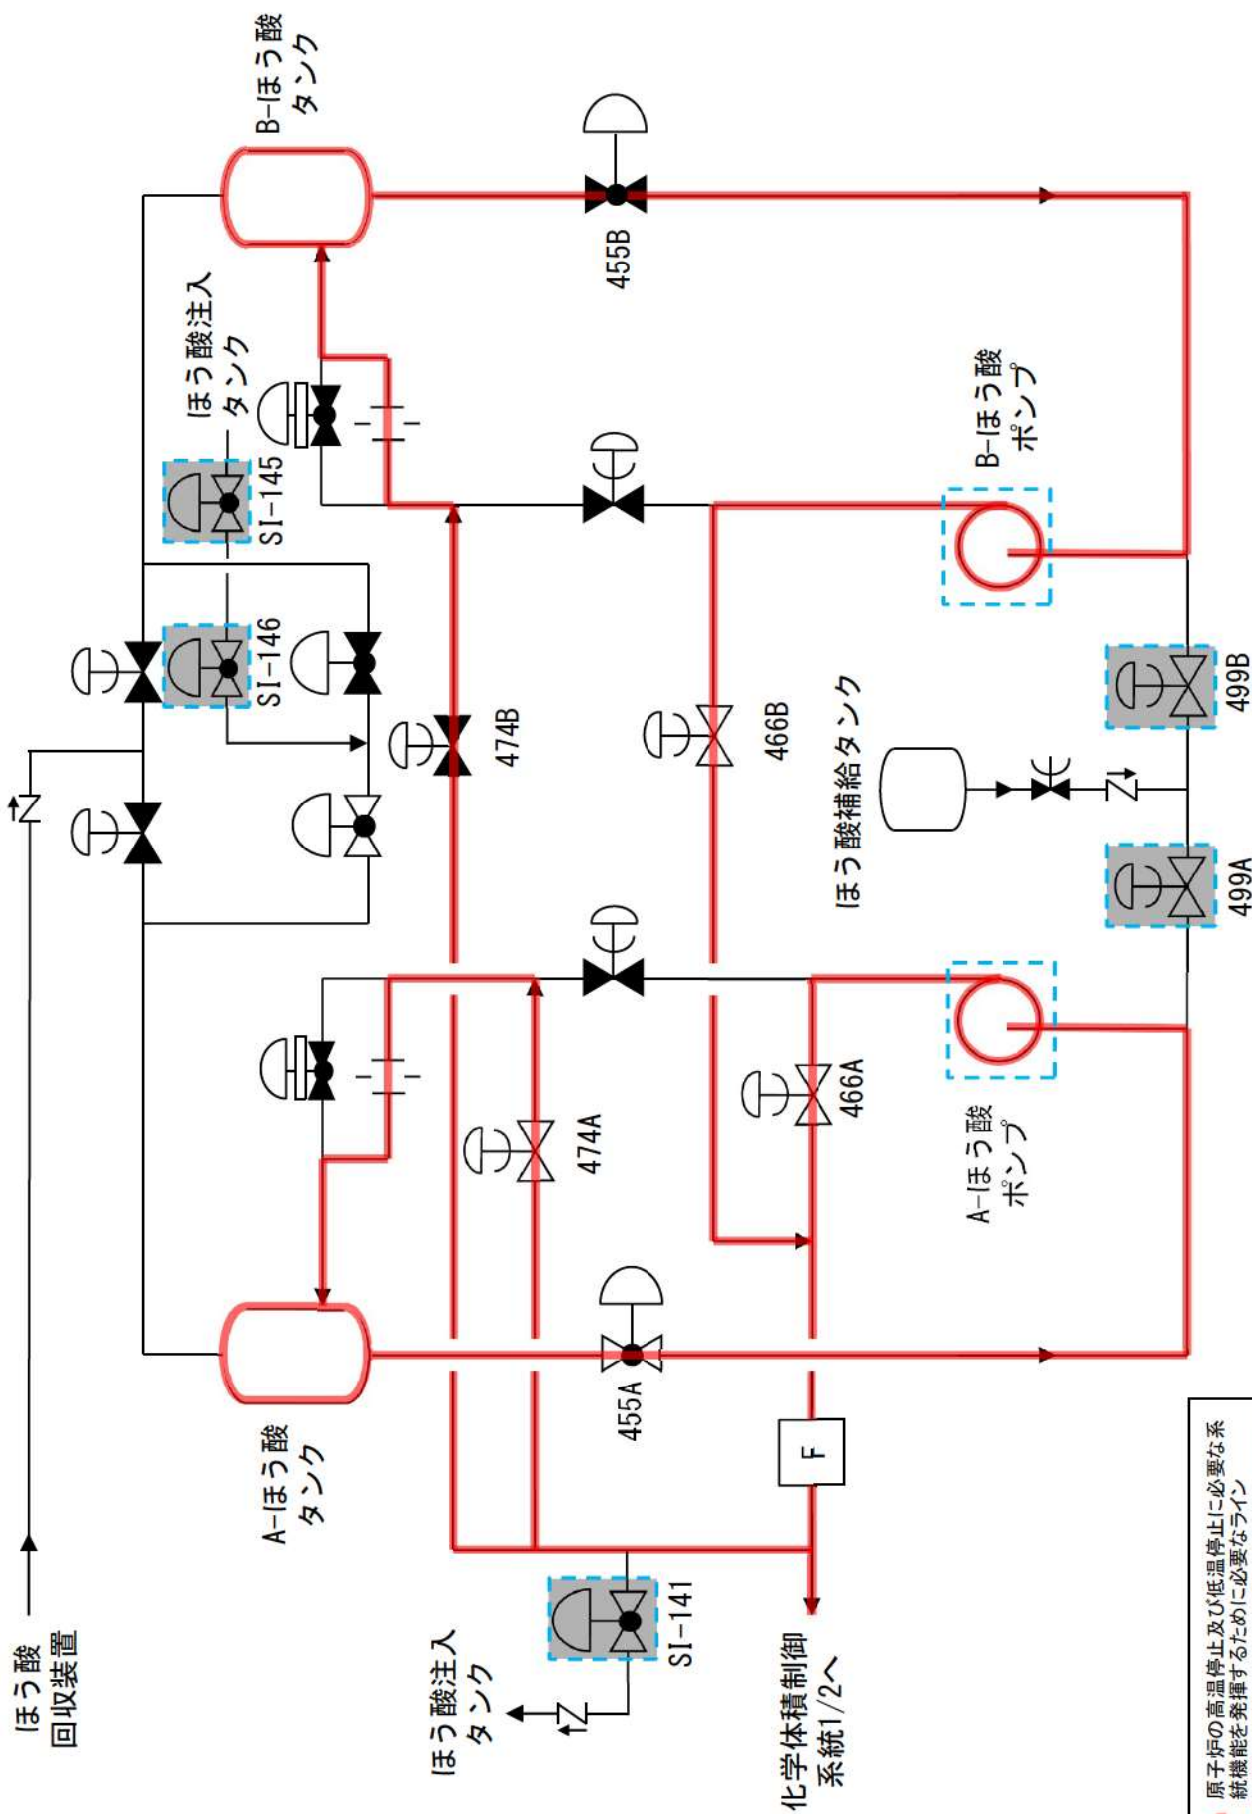 ほう酸
回収装置
A-ほう酸
タンク
B-ほう酸
タンク
ほう酸注入
タンク
SI-145
SI-146
474B
474A
455B
455A
466B
466A
ほう酸補給タンク
B-ほう酸
ポンプ
A-ほう酸
ポンプ
499B
499A
F
SI-141
ほう酸注入
タンク
化学体積制御
系統1/2へ
原子炉の高温停止及び低温停止に必要な系
統機能を発揮するために必要なライン